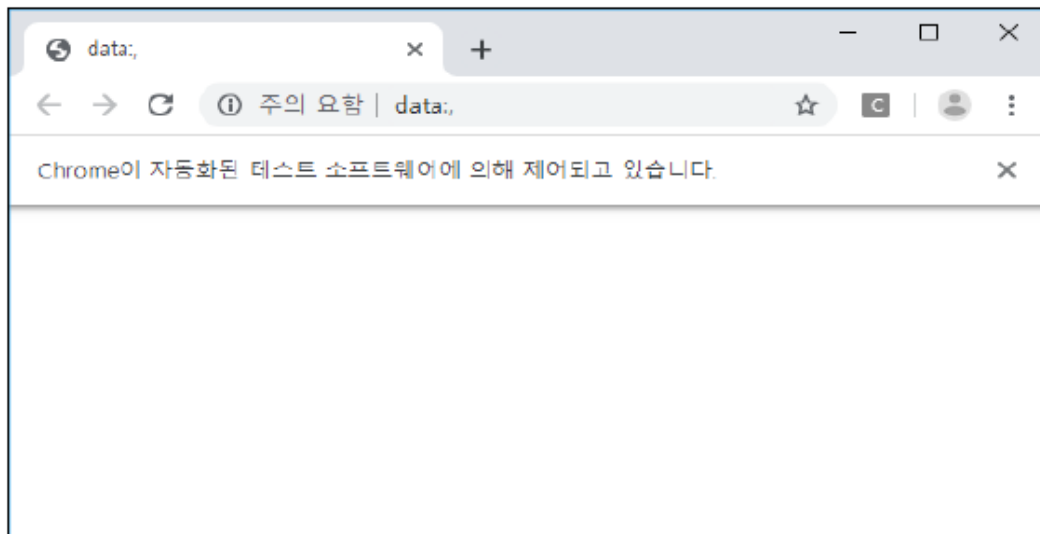 data:,
주의 요함 | data:,
C
Chrome이 자동화된 테스트 소프트웨어에 의해 제어되고 있습니다.